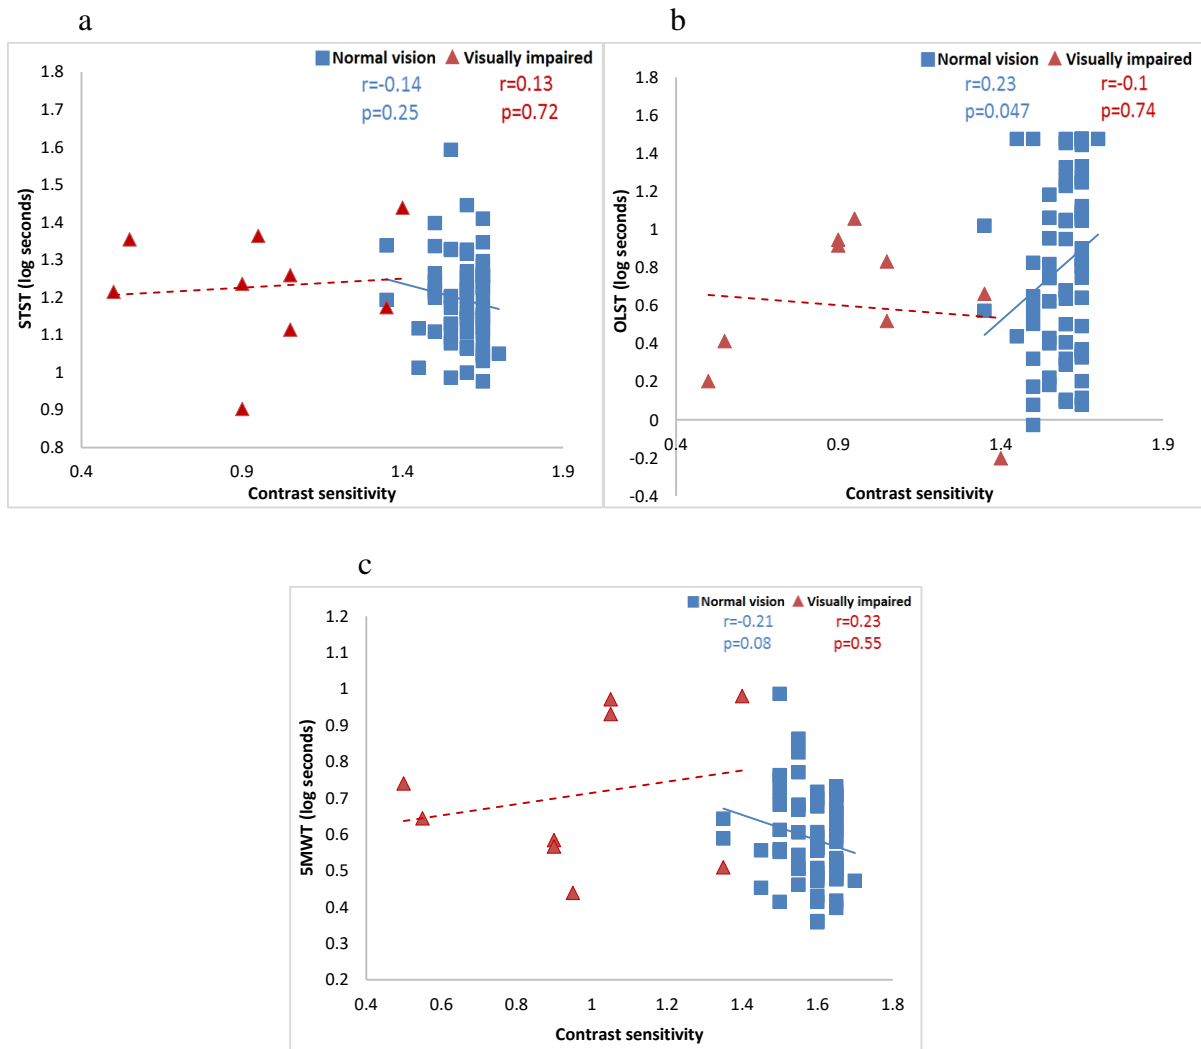 a
Normal vision Visually impaired
r=-0.14 r=0.13
p=0.25 p=0.72
STST (log seconds)
1.8
1.7
1.6
1.5
1.4
1.3
1.2
1.1
1
0.9
0.8
0.4 0.9 1.4 1.9
Contrast sensitivity
b
Normal vision Visually impaired
r=0.23 r=-0.1
p=0.047 p=0.74
OLST (log seconds)
1.8
1.6
1.4
1.2
1
0.8
0.6
0.4
0.2
0
-0.2
-0.4
0.4 0.9 1.4 1.9
Contrast sensitivity
c
Normal vision Visually impaired
r=-0.21 r=0.23
p=0.08 p=0.55
5MWT (log seconds)
1.2
1.1
1
0.9
0.8
0.7
0.6
0.5
0.4
0.3
0.2
0.4 0.6 0.8 1 1.2 1.4 1.6 1.8
Contrast sensitivity